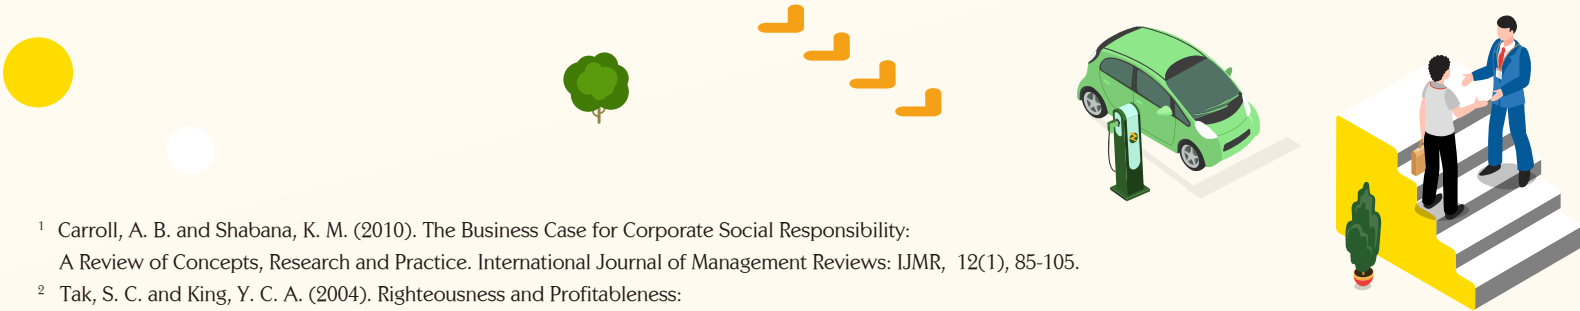 1 Carroll, A. B. and Shabana, K. M. (2010). The Business Case for Corporate Social Responsibility:
A Review of Concepts, Research and Practice. International Journal of Management Reviews: IJMR, 12(1), 85-105.
2 Tak, S. C. and King, Y. C. A. (2004). Righteousness and Profitableness: